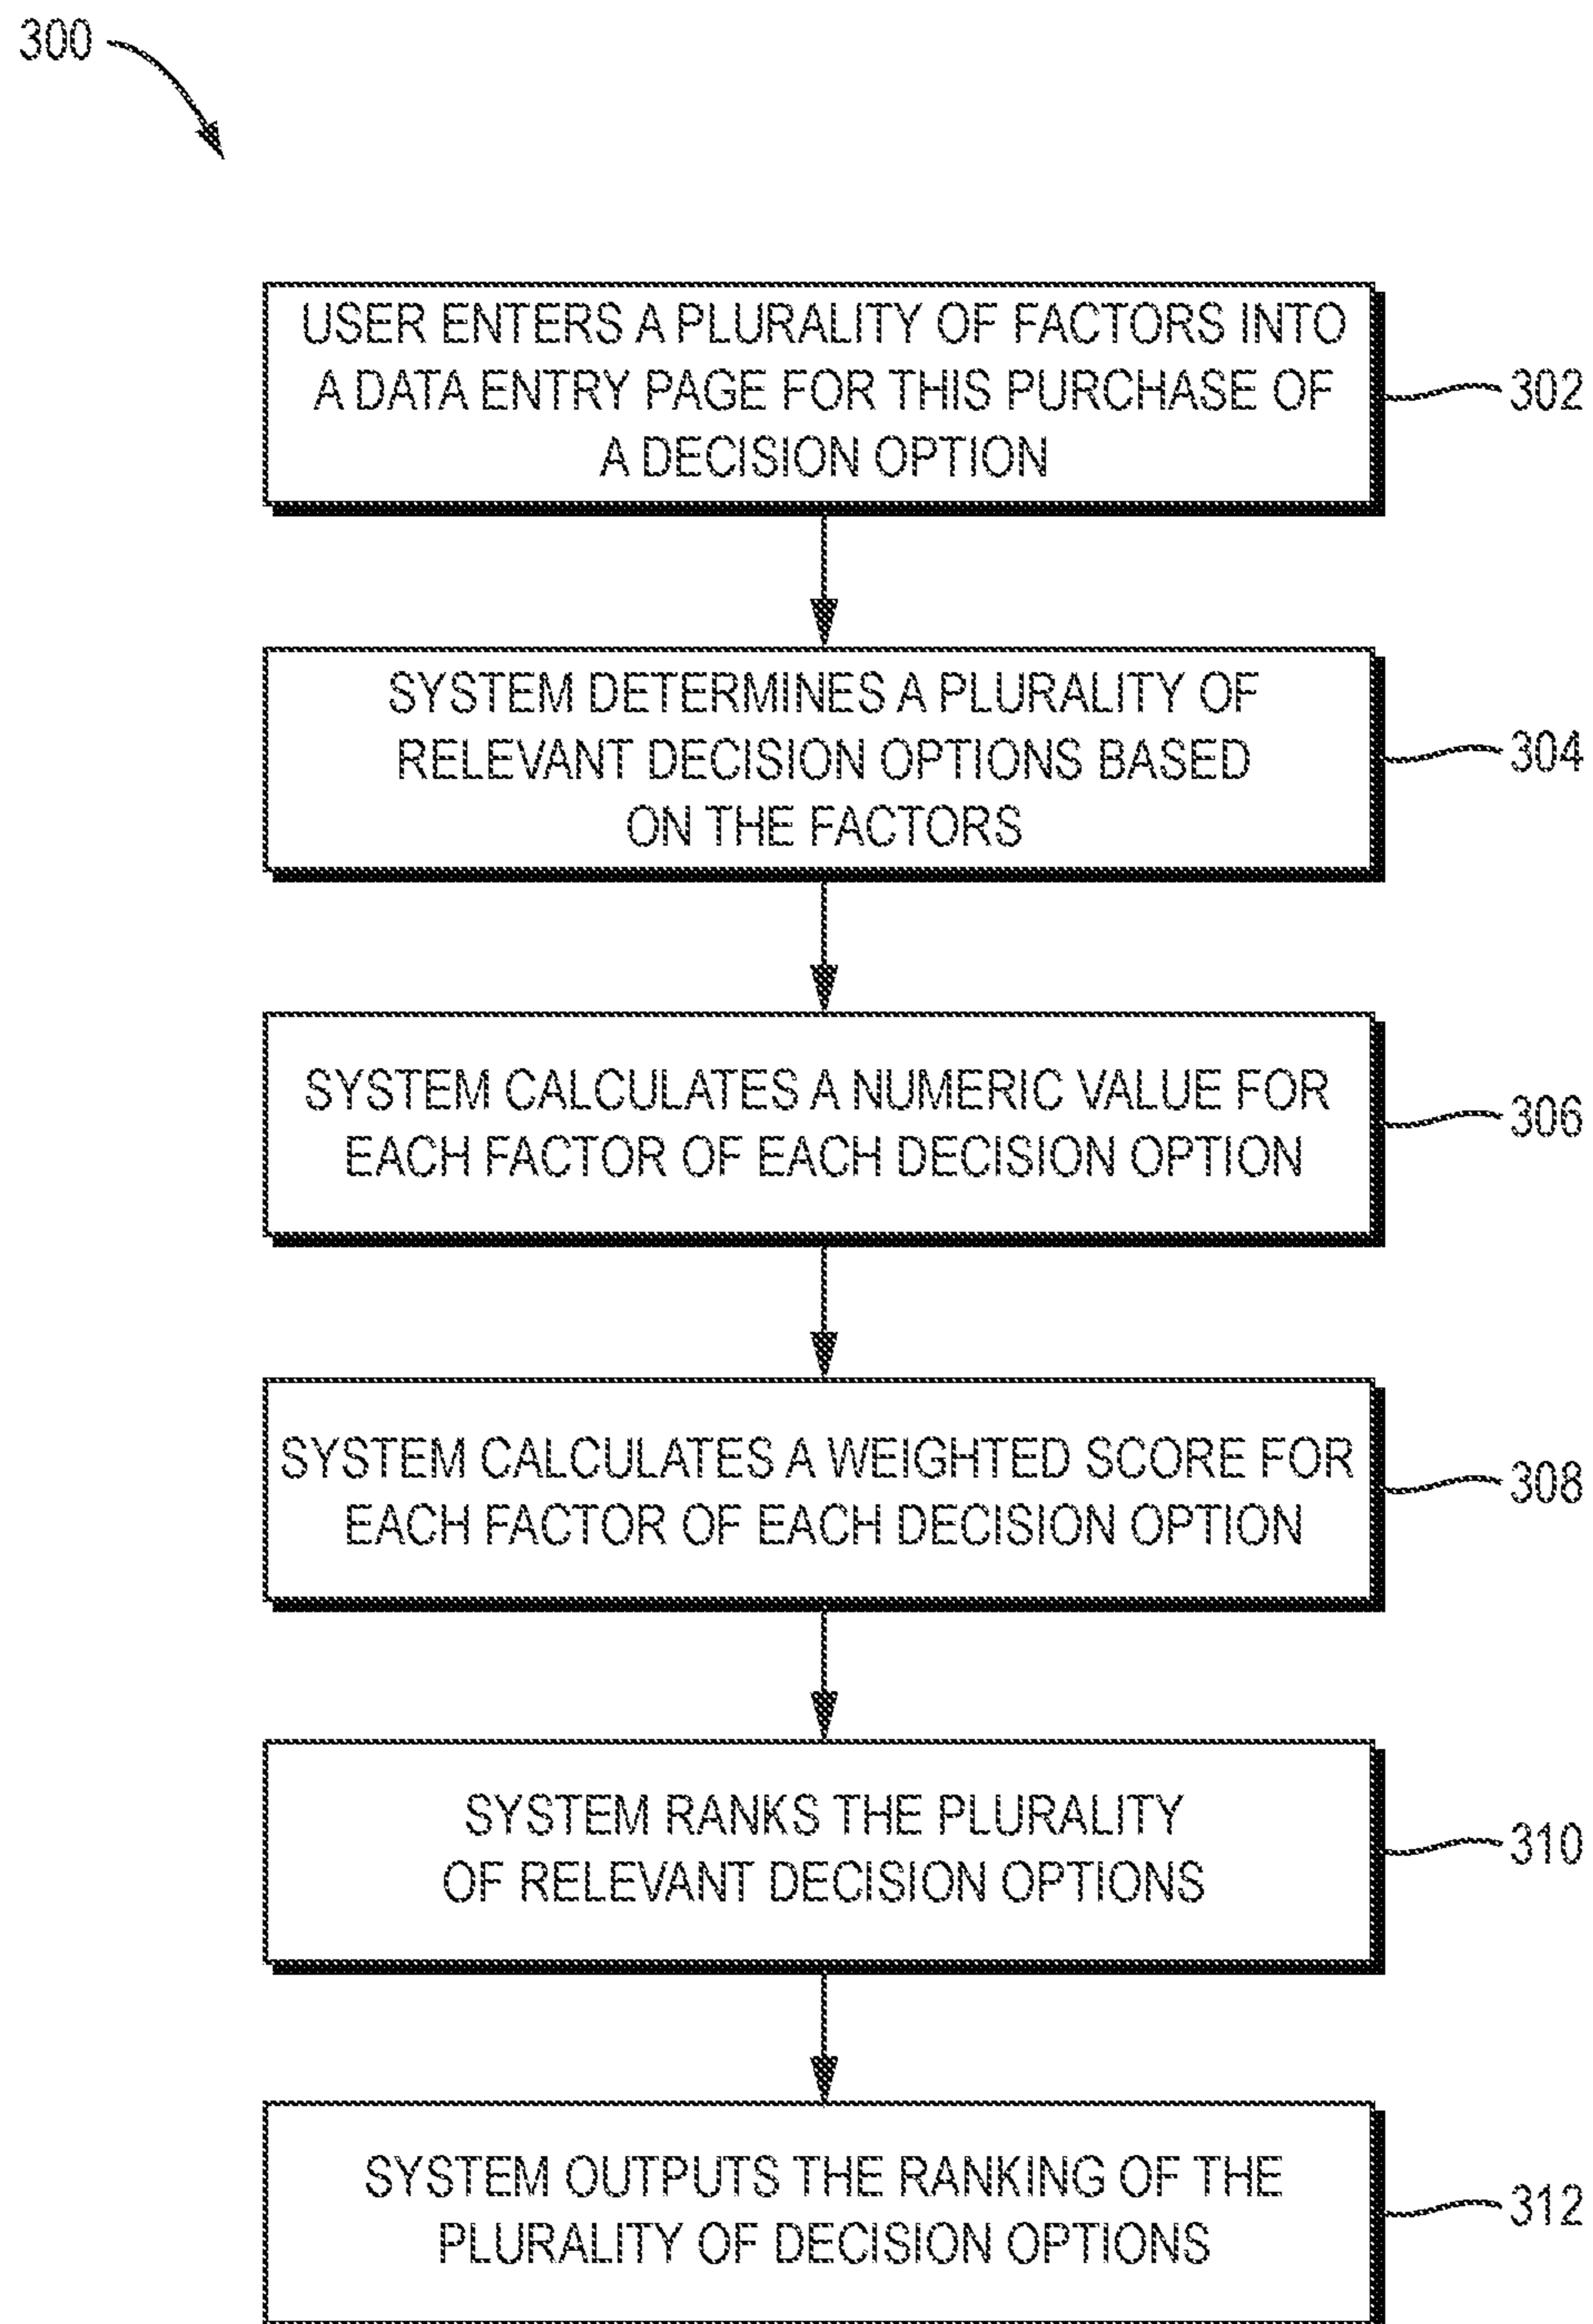 300
USER ENTERS A PLURALITY OF FACTORS INTO
A DATA ENTRY PAGE FOR THIS PURCHASE OF
A DECISION OPTION
302
SYSTEM DETERMINES A PLURALITY OF
RELEVANT DECISION OPTIONS BASED
ON THE FACTORS
304
SYSTEM CALCULATES A NUMERIC VALUE FOR
EACH FACTOR OF EACH DECISION OPTION
306
SYSTEM CALCULATES A WEIGHTED SCORE FOR
EACH FACTOR OF EACH DECISION OPTION
308
SYSTEM RANKS THE PLURALITY
OF RELEVANT DECISION OPTIONS
310
SYSTEM OUTPUTS THE RANKING OF THE
PLURALITY OF DECISION OPTIONS
312